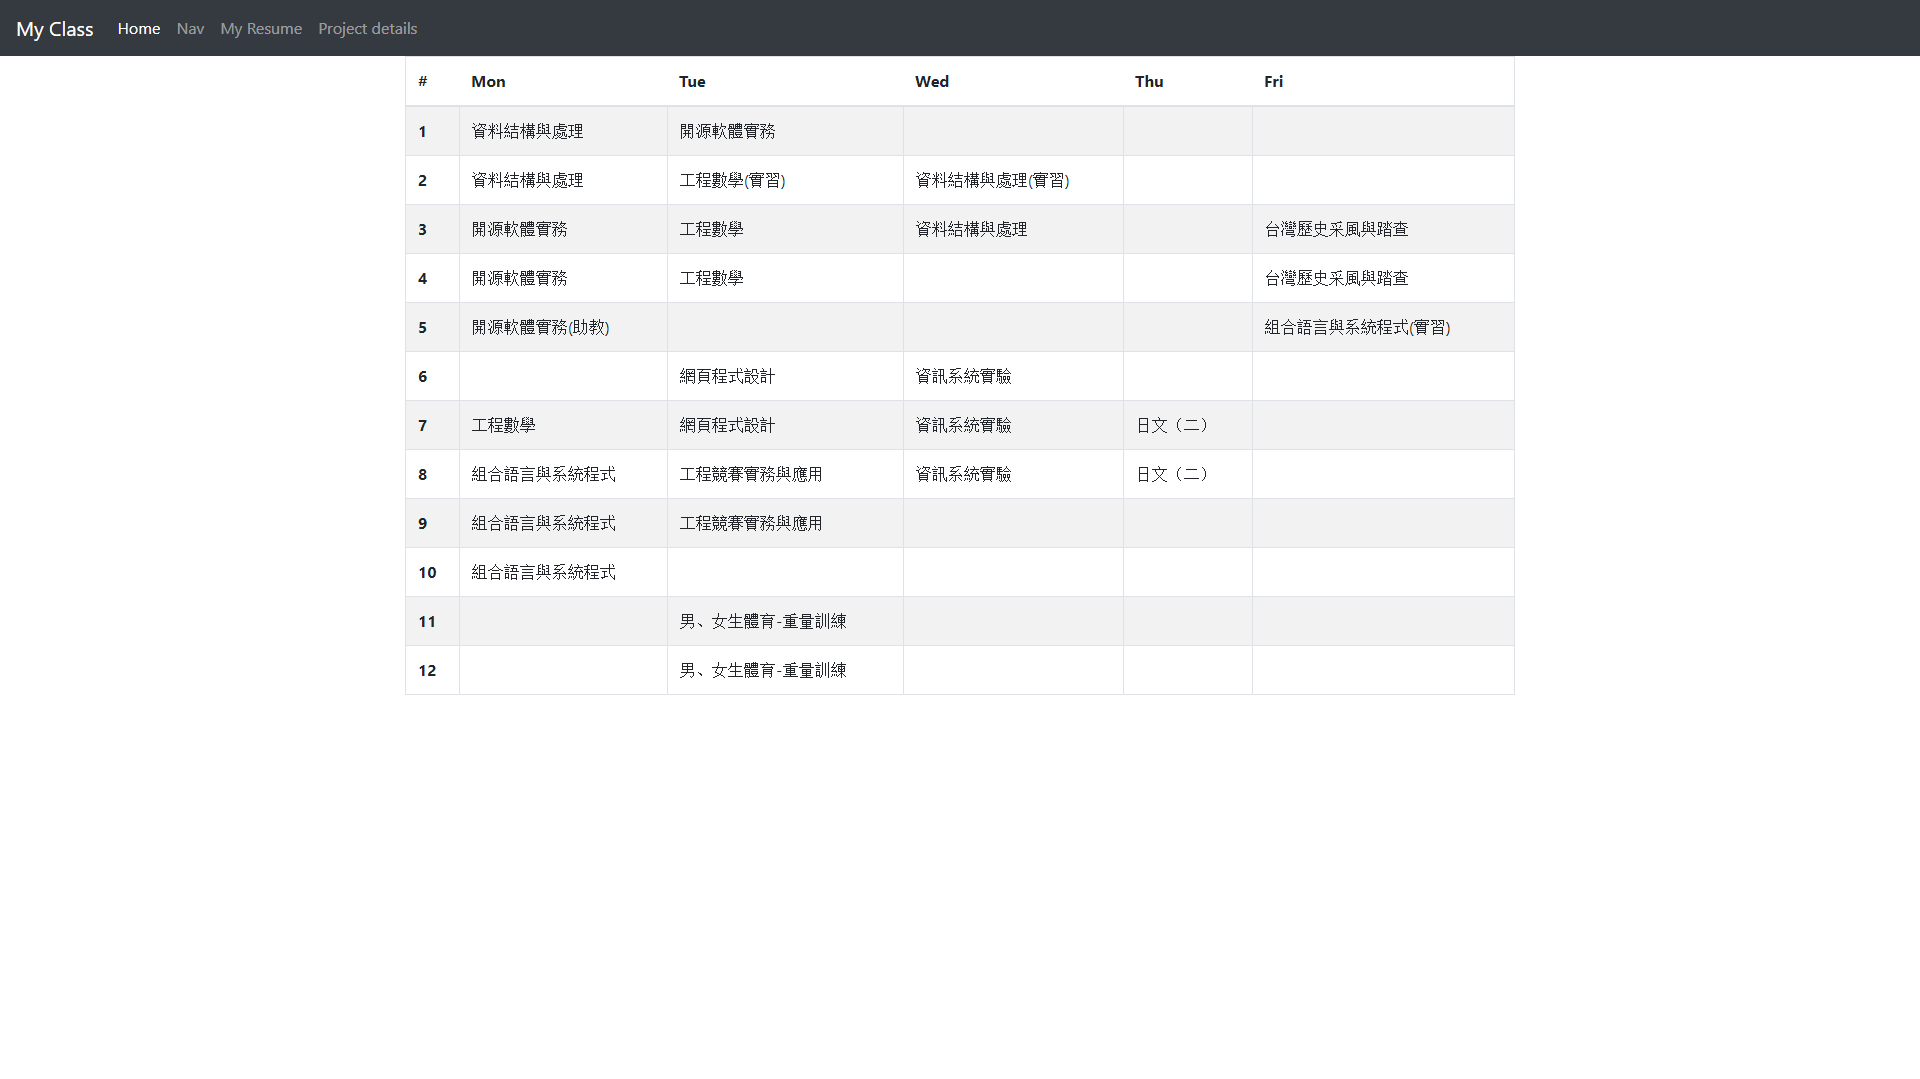 My Class Home Nav My Resume Project details
# Mon Tue Wed Thu Fri
1 資料結構與處理 開源軟體實務
2 資料結構與處理 工程數學(實習) 資料結構與處理(實習)
3 開源軟體實務 工程數學 資料結構與處理 台灣歷史采風與踏查
4 開源軟體實務 工程數學 台灣歷史采風與踏查
5 開源軟體實務(助教) 組合語言與系統程式(實習)
6 網頁程式設計 資訊系統實驗
7 工程數學 網頁程式設計 資訊系統實驗 日文（二）
8 組合語言與系統程式 工程競賽實務與應用 資訊系統實驗 日文（二）
9 組合語言與系統程式 工程競賽實務與應用
10 組合語言與系統程式
11 男、女生體育-重量訓練
12 男、女生體育-重量訓練